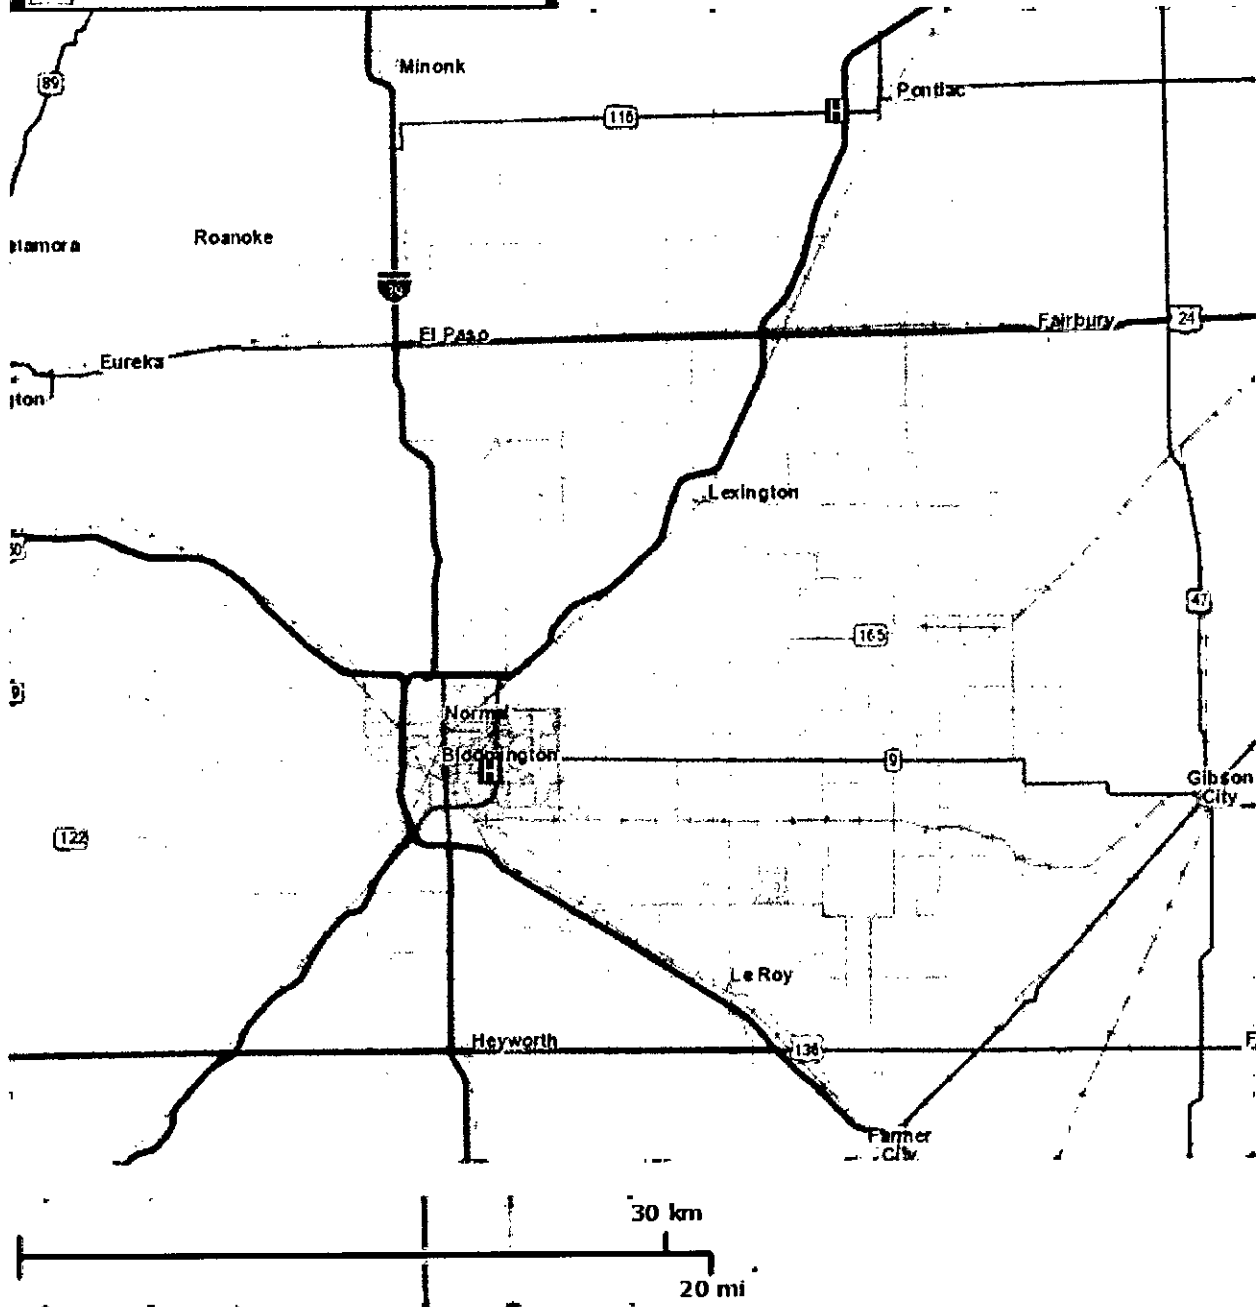 89
Minonk
Pontiac
116
Roanoke
El Paso
Fairbury
24
Eureka
Lexington
165
47
Normal
Bloomington
9
Gibson
City
122
Le Roy
Heyworth
136
Farmer
City
30 km
20 mi